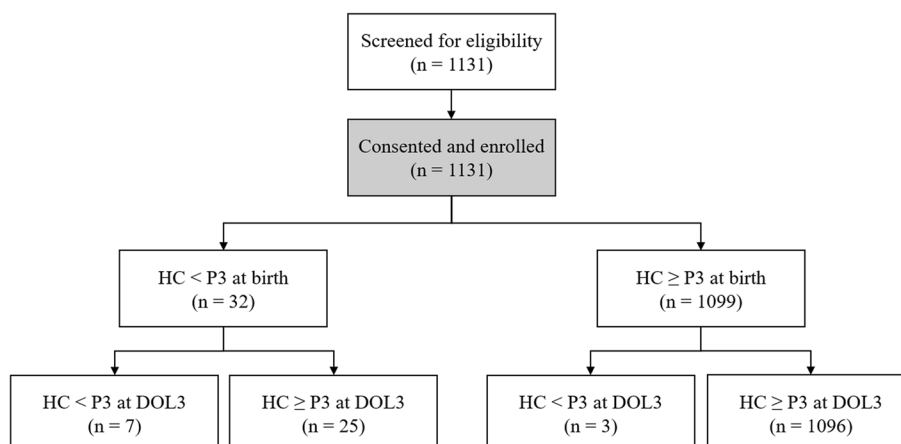 Screened for eligibility
(n = 1131)
Consented and enrolled
(n = 1131)
HC < P3 at birth
(n = 32)
HC ≥ P3 at birth
(n = 1099)
HC < P3 at DOL3
(n = 7)
HC ≥ P3 at DOL3
(n = 25)
HC < P3 at DOL3
(n = 3)
HC ≥ P3 at DOL3
(n = 1096)